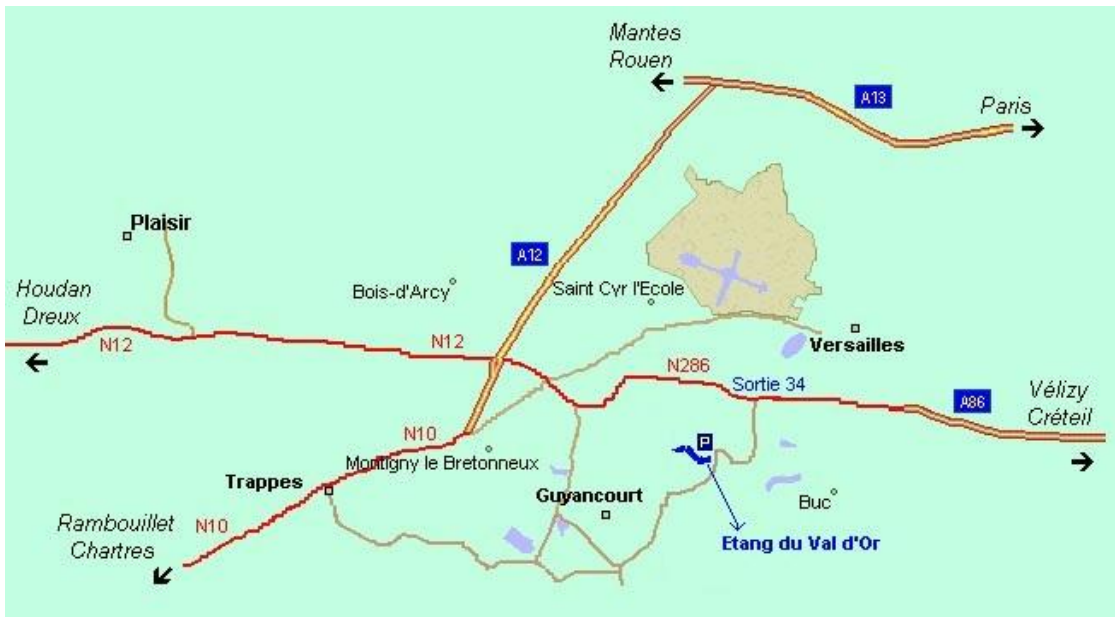 Mantes
Rouen
A13
Paris
Plaisir
A12
Houdan
Dreux
Bois-d'Arcy
Saint Cyr l'Ecole
N12
N12
Versailles
N286
Sortie 34
A86
Vélizy
Créteil
N10
P
Montigny le Bretonneux
Trappes
Guyancourt
Buc
N10
Rambouillet
Chartres
Etang du Val d'Or